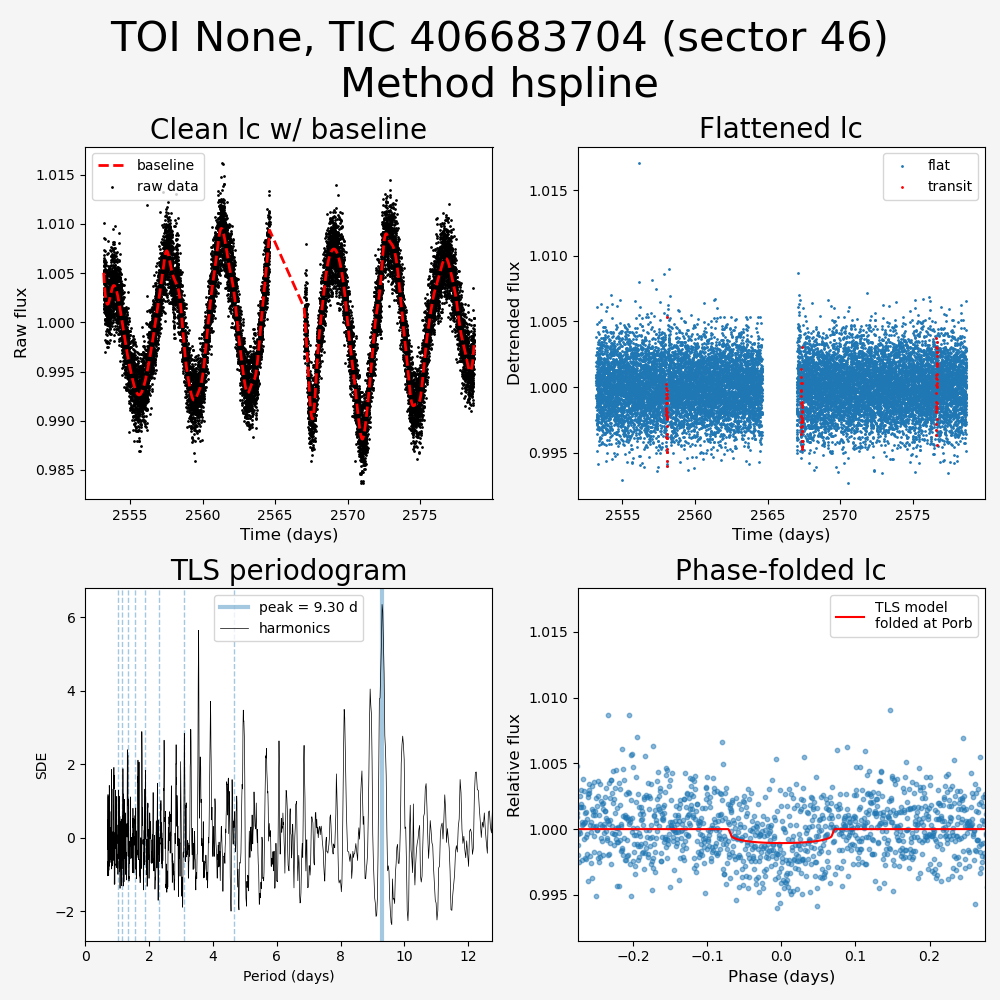 TOI None, TIC 406683704 (sector 46)
Method hspline
Clean lc w/ baseline
baseline
raw data
1.015
1.010
1.005
1.000
0.995
0.990
0.985
Raw flux
2555
2560
2565
2570
2575
Time (days)
Flattened lc
flat
transit
1.015
1.010
1.005
1.000
0.995
Detrended flux
2555
2560
2565
2570
2575
Time (days)
TLS periodogram
peak = 9.30 d
harmonics
6
4
2
0
−2
SDE
0
2
4
6
8
10
12
Period (days)
Phase-folded lc
TLS model
folded at Porb
1.015
1.010
1.005
1.000
0.995
Relative flux
−0.2
−0.1
0.0
0.1
0.2
Phase (days)